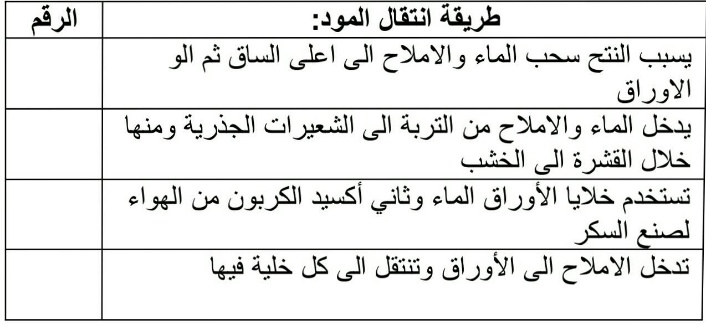 طريقة انتقال المود: الرقم
يسبب النتح سحب الماء والاملاح الى اعلى الساق ثم الو
الاوراق
يدخل الماء والاملاح من التربة الى الشعيرات الجذرية ومنها
خلال القشرة الى الخشب
تستخدم خلايا الأوراق الماء وثاني أكسيد الكربون من الهواء
لصنع السكر
تدخل الاملاح الى الأوراق وتنتقل الى كل خلية فيها